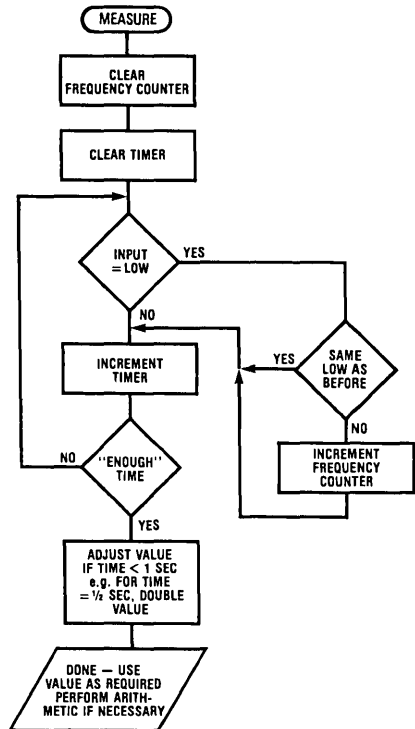 MEASURE
CLEAR
FREQUENCY COUNTER
CLEAR TIMER
INPUT
= LOW
YES
NO
SAME
LOW AS
BEFORE
YES
NO
INCREMENT
FREQUENCY
COUNTER
INCREMENT
TIMER
"ENOUGH"
TIME
NO
YES
ADJUST VALUE
IF TIME < 1 SEC
e.g. FOR TIME
= ½ SEC, DOUBLE
VALUE
DONE — USE
VALUE AS REQUIRED
PERFORM ARITH-
METIC IF NECESSARY